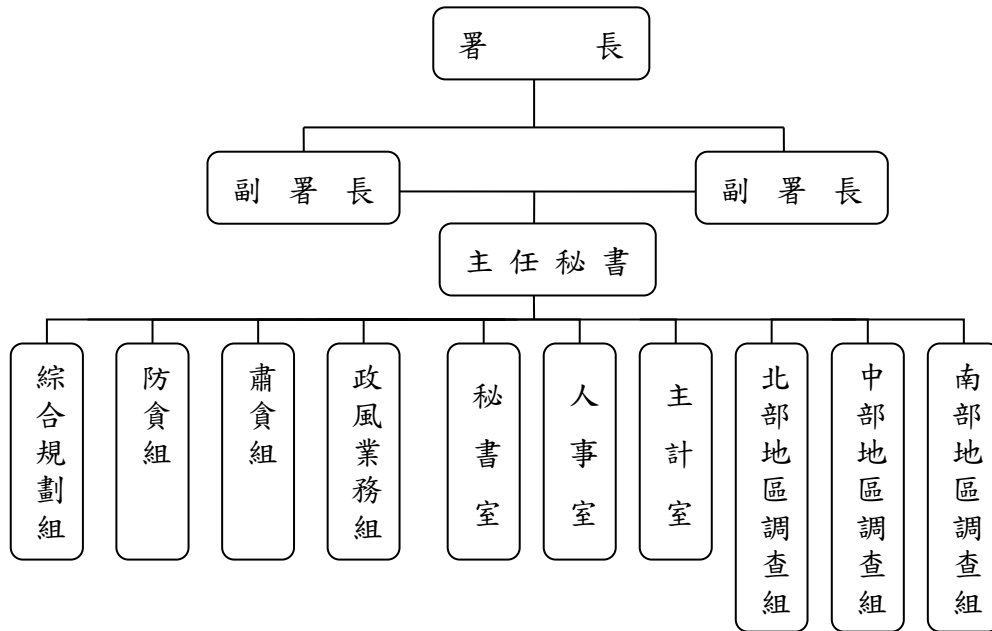 署 長
副 署 長
副 署 長
主 任 秘 書
綜合規劃組
防貪組
肅貪組
政風業務組
秘書室
人事室
主計室
北部地區調查組
中部地區調查組
南部地區調查組